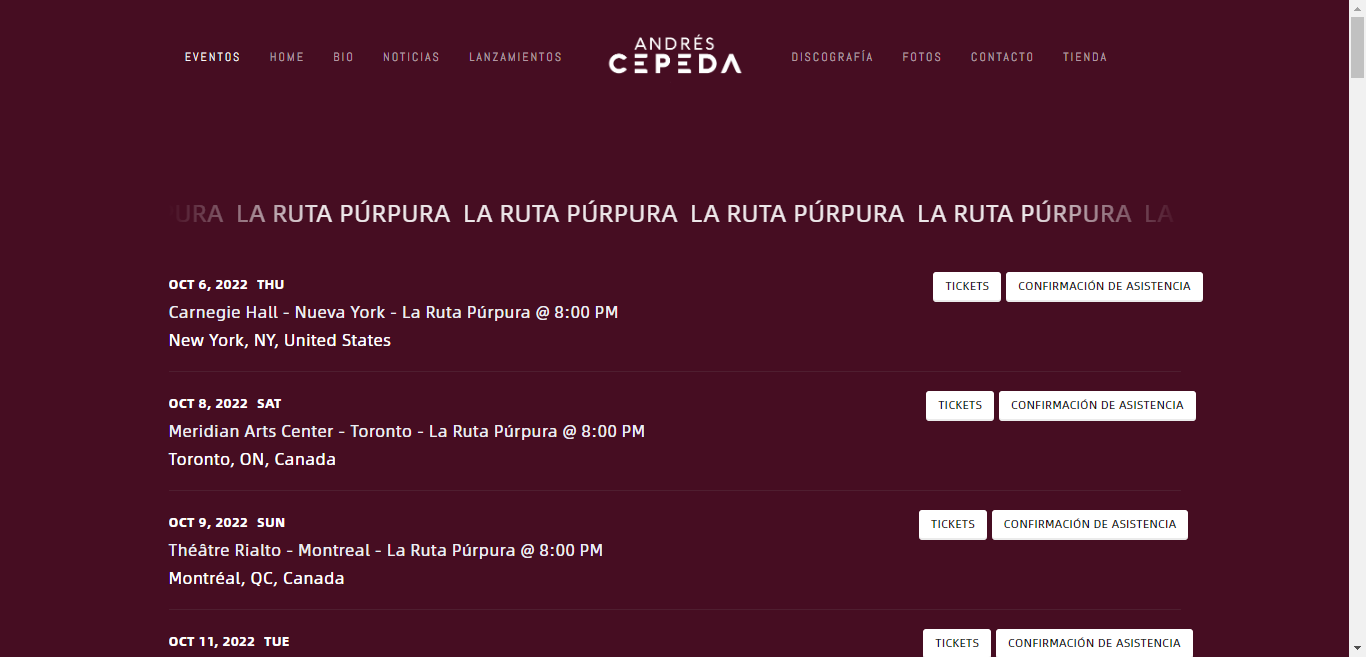 EVENTOS HOME BIO NOTICIAS LANZAMIENTOS ANDRÉS CEPEDA DISCOGRAFÍA FOTOS CONTACTO TIENDA
PURA LA RUTA PÚRPURA LA RUTA PÚRPURA LA RUTA PÚRPURA LA RUTA PÚRPURA LA
OCT 6, 2022 THU TICKETS CONFIRMACIÓN DE ASISTENCIA
Carnegie Hall - Nueva York - La Ruta Púrpura @ 8:00 PM
New York, NY, United States
OCT 8, 2022 SAT TICKETS CONFIRMACIÓN DE ASISTENCIA
Meridian Arts Center - Toronto - La Ruta Púrpura @ 8:00 PM
Toronto, ON, Canada
OCT 9, 2022 SUN TICKETS CONFIRMACIÓN DE ASISTENCIA
Théâtre Rialto - Montreal - La Ruta Púrpura @ 8:00 PM
Montréal, QC, Canada
OCT 11, 2022 TUE TICKETS CONFIRMACIÓN DE ASISTENCIA